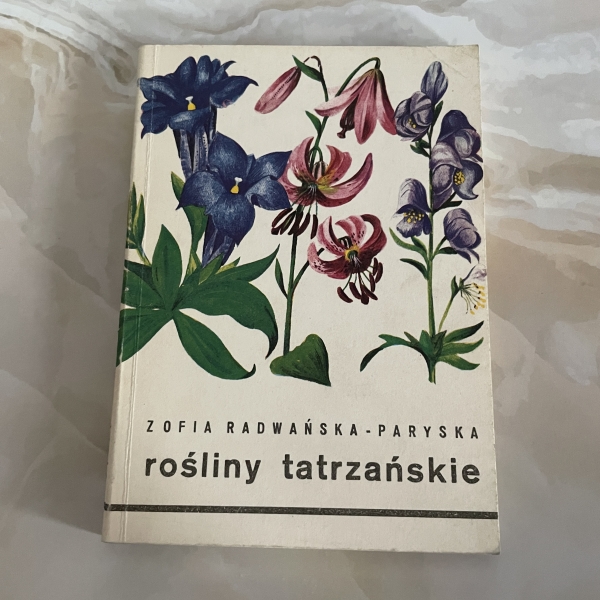 ZOFIA RADWAŃSKA-PARYSKA
rośliny tatrzańskie